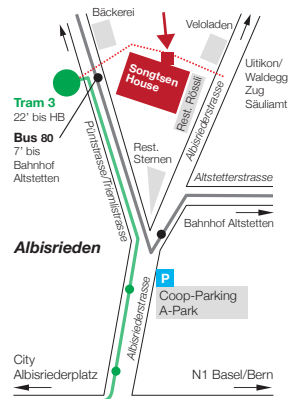 Bäckerei
Veloladen
Songtsen
House
Rest. Rössli
Albisriederstrasse
Uitikon/
Waldegg
Zug
Säuliamt
Tram 3
22’ bis HB
Bus 80
7’ bis
Bahnhof
Altstetten
Püntstrasse/Triemlistrasse
Rest.
Sternen
Altstetterstrasse
Bahnhof Altstetten
Albisrieden
Albisriederstrasse
P
Coop-Parking
A-Park
City
Albisriederplatz
N1 Basel/Bern